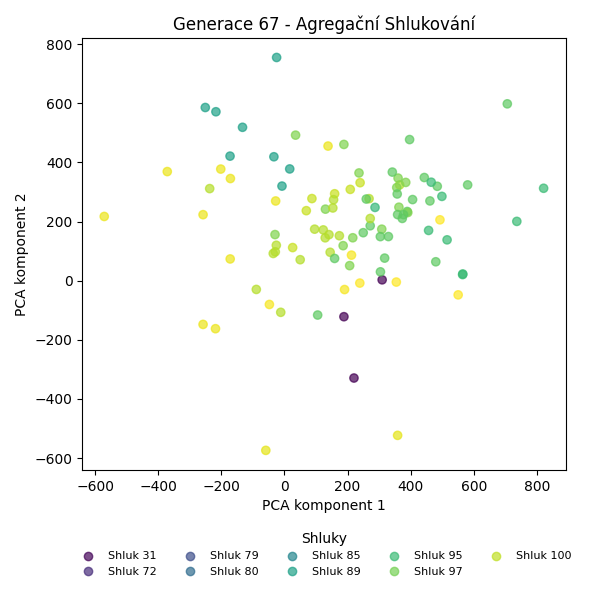 Generace 67 - Agregační Shlukování
PCA komponent 2
800
600
400
200
0
−200
−400
−600
−600 −400 −200 0 200 400 600 800
PCA komponent 1
Shluky
Shluk 31 Shluk 79 Shluk 85 Shluk 95 Shluk 100
Shluk 72 Shluk 80 Shluk 89 Shluk 97